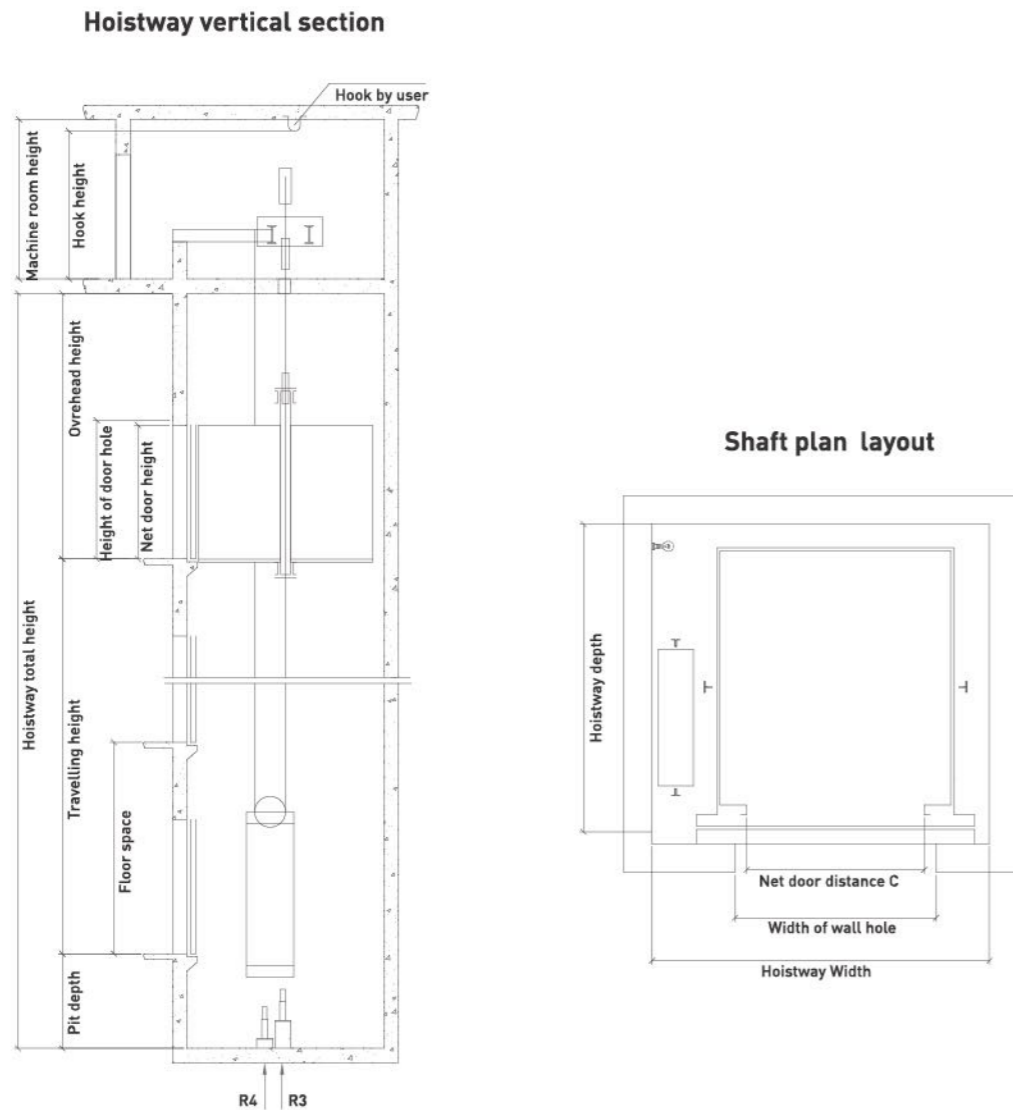 Hoistway vertical section
Hook by user
Machine room height
Hook height
Ovrehead height
Height of door hole
Net door height
Hoistway total height
Travelling height
Floor space
Pit depth
R4
R3
Shaft plan layout
Hoistway depth
Net door distance C
Width of wall hole
Hoistway Width